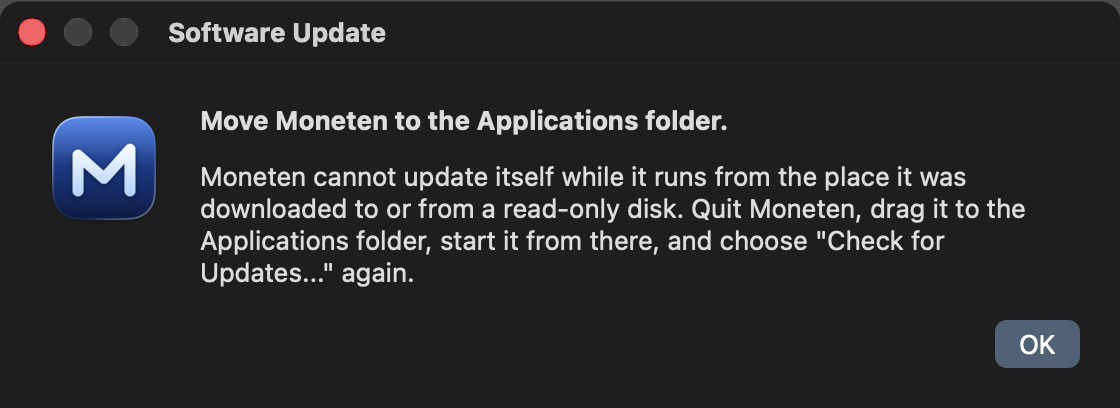 Software Update
Move Moneten to the Applications folder.
M
Moneten cannot update itself while it runs from the place it was
downloaded to or from a read-only disk. Quit Moneten, drag it to the
Applications folder, start it from there, and choose "Check for
Updates..." again.
OK